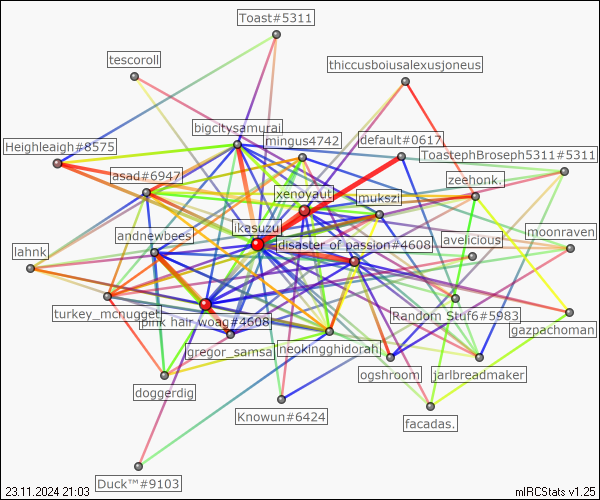 Toast#5311
tescoroll
thiccusboiusalexusjoneus
bigcitysamurai
mingus4742
default#0617
Heighleaigh#8575
ToastephBroseph5311#5311
asad#6947
zeehonk.
xenoyaut
mukszi
ikasuzu
andnewbees
disaster of passion#4608
avelicious
moonraven
lahnk
turkey_mcnugget
pink hair woag#4608
Random Stuf6#5983
gazpachoman
gregor_samsa
neokingghidorah
ogshroom
jarlbreadmaker
doggerdig
Knowun#6424
facadas.
Duck™#9103
23.11.2024 21:03
mIRCStats v1.25